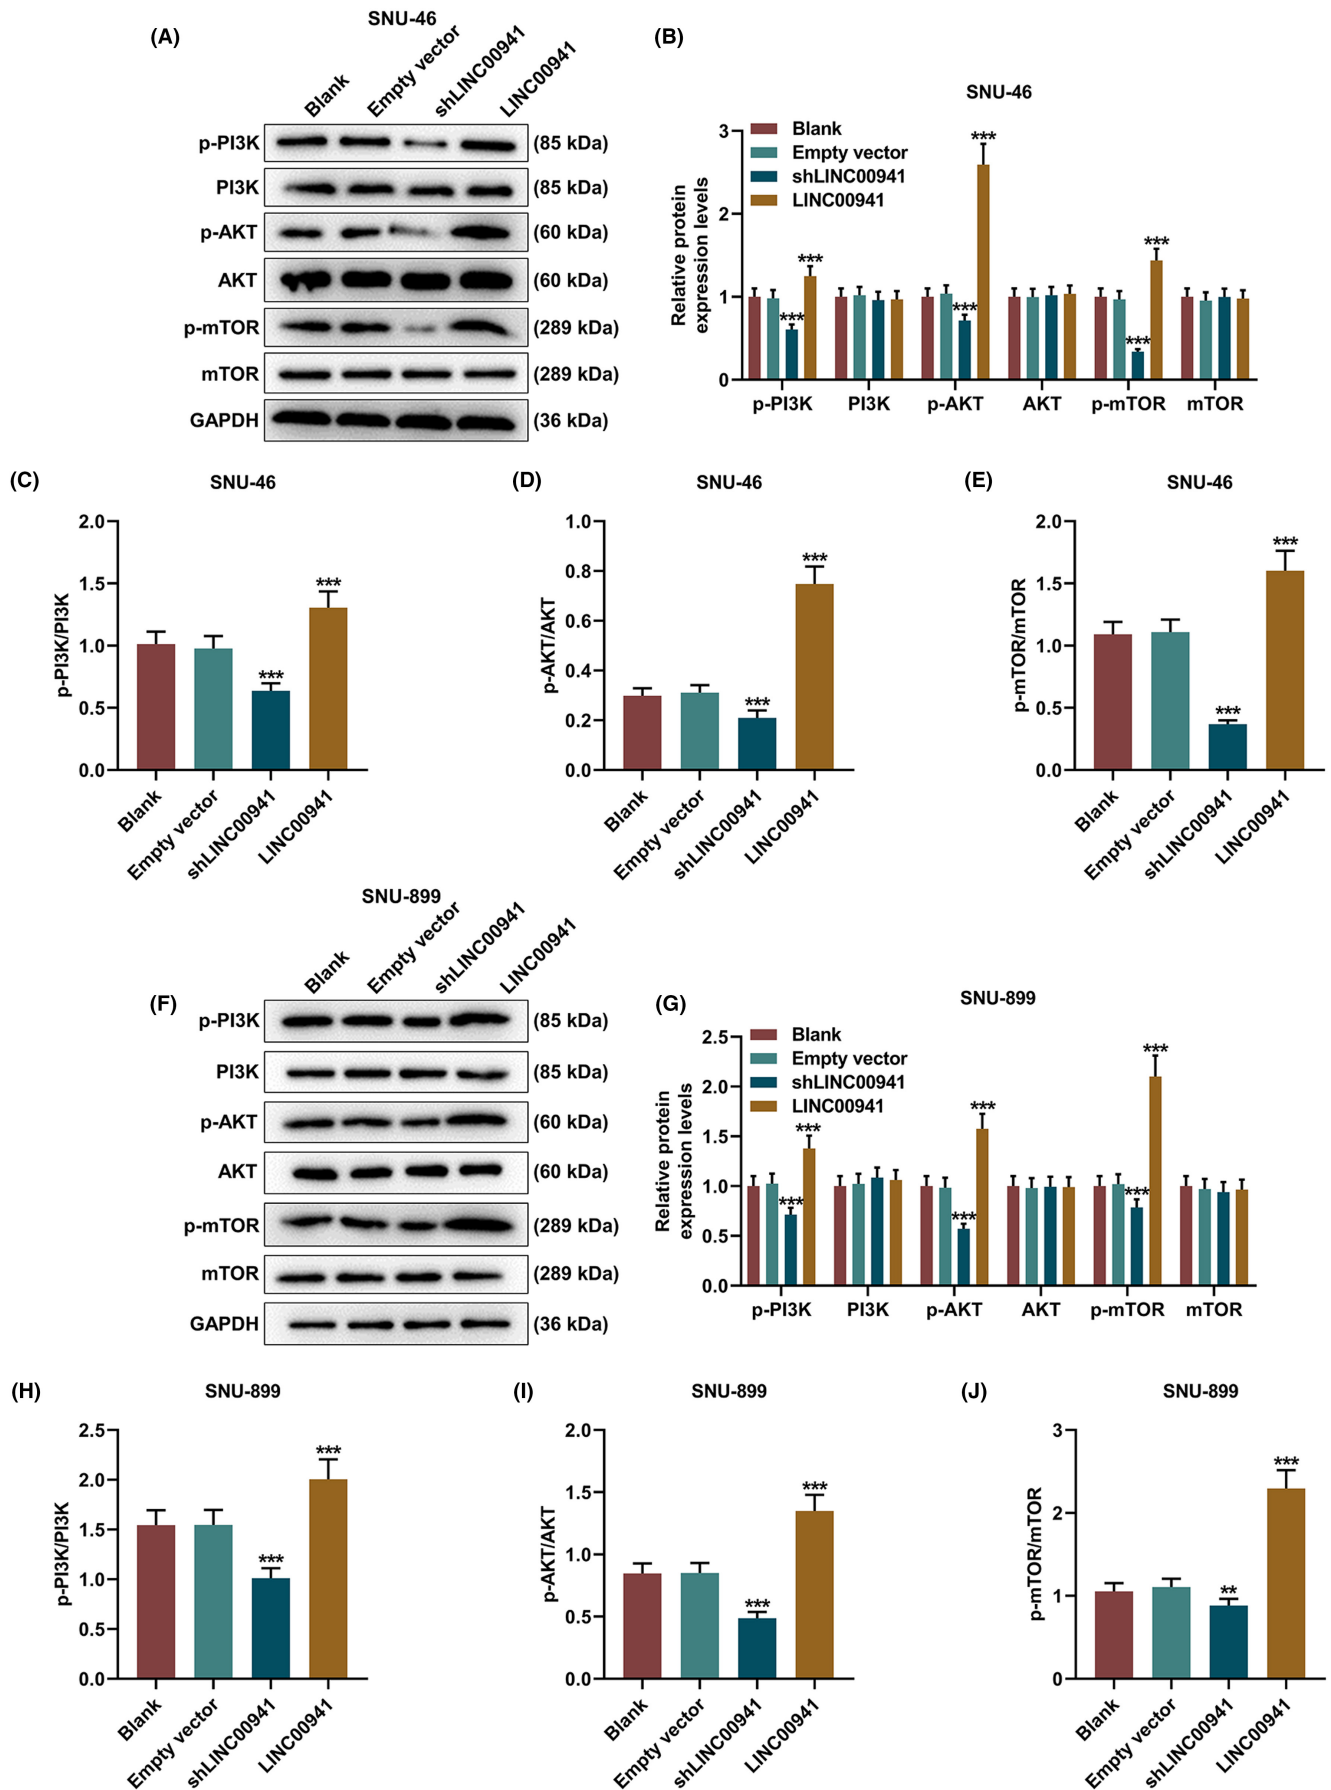 (A)
SNU-46
Blank
Empty vector
shLINC00941
LINC00941
p-PI3K (85 kDa)
PI3K (85 kDa)
p-AKT (60 kDa)
AKT (60 kDa)
p-mTOR (289 kDa)
mTOR (289 kDa)
GAPDH (36 kDa)
(B)
SNU-46
Blank
Empty vector
shLINC00941
LINC00941
Relative protein
expression levels
3
2
1
0
*** *** *** *** *** ***
p-PI3K PI3K p-AKT AKT p-mTOR mTOR
(C)
SNU-46
p-PI3K/PI3K
2.0
1.5
1.0
0.5
0.0
*** ***
Blank
Empty vector
shLINC00941
LINC00941
(D)
SNU-46
p-AKT/AKT
1.0
0.8
0.6
0.4
0.2
0.0
*** ***
Blank
Empty vector
shLINC00941
LINC00941
(E)
SNU-46
p-mTOR/mTOR
2.0
1.5
1.0
0.5
0.0
*** ***
Blank
Empty vector
shLINC00941
LINC00941
(F)
SNU-899
Blank
Empty vector
shLINC00941
LINC00941
p-PI3K (85 kDa)
PI3K (85 kDa)
p-AKT (60 kDa)
AKT (60 kDa)
p-mTOR (289 kDa)
mTOR (289 kDa)
GAPDH (36 kDa)
(G)
SNU-899
Blank
Empty vector
shLINC00941
LINC00941
Relative protein
expression levels
2.5
2.0
1.5
1.0
0.5
0.0
*** *** *** *** *** ***
p-PI3K PI3K p-AKT AKT p-mTOR mTOR
(H)
SNU-899
p-PI3K/PI3K
2.5
2.0
1.5
1.0
0.5
0.0
*** ***
Blank
Empty vector
shLINC00941
LINC00941
(I)
SNU-899
p-AKT/AKT
2.0
1.5
1.0
0.5
0.0
*** ***
Blank
Empty vector
shLINC00941
LINC00941
(J)
SNU-899
p-mTOR/mTOR
3
2
1
0
** ***
Blank
Empty vector
shLINC00941
LINC00941